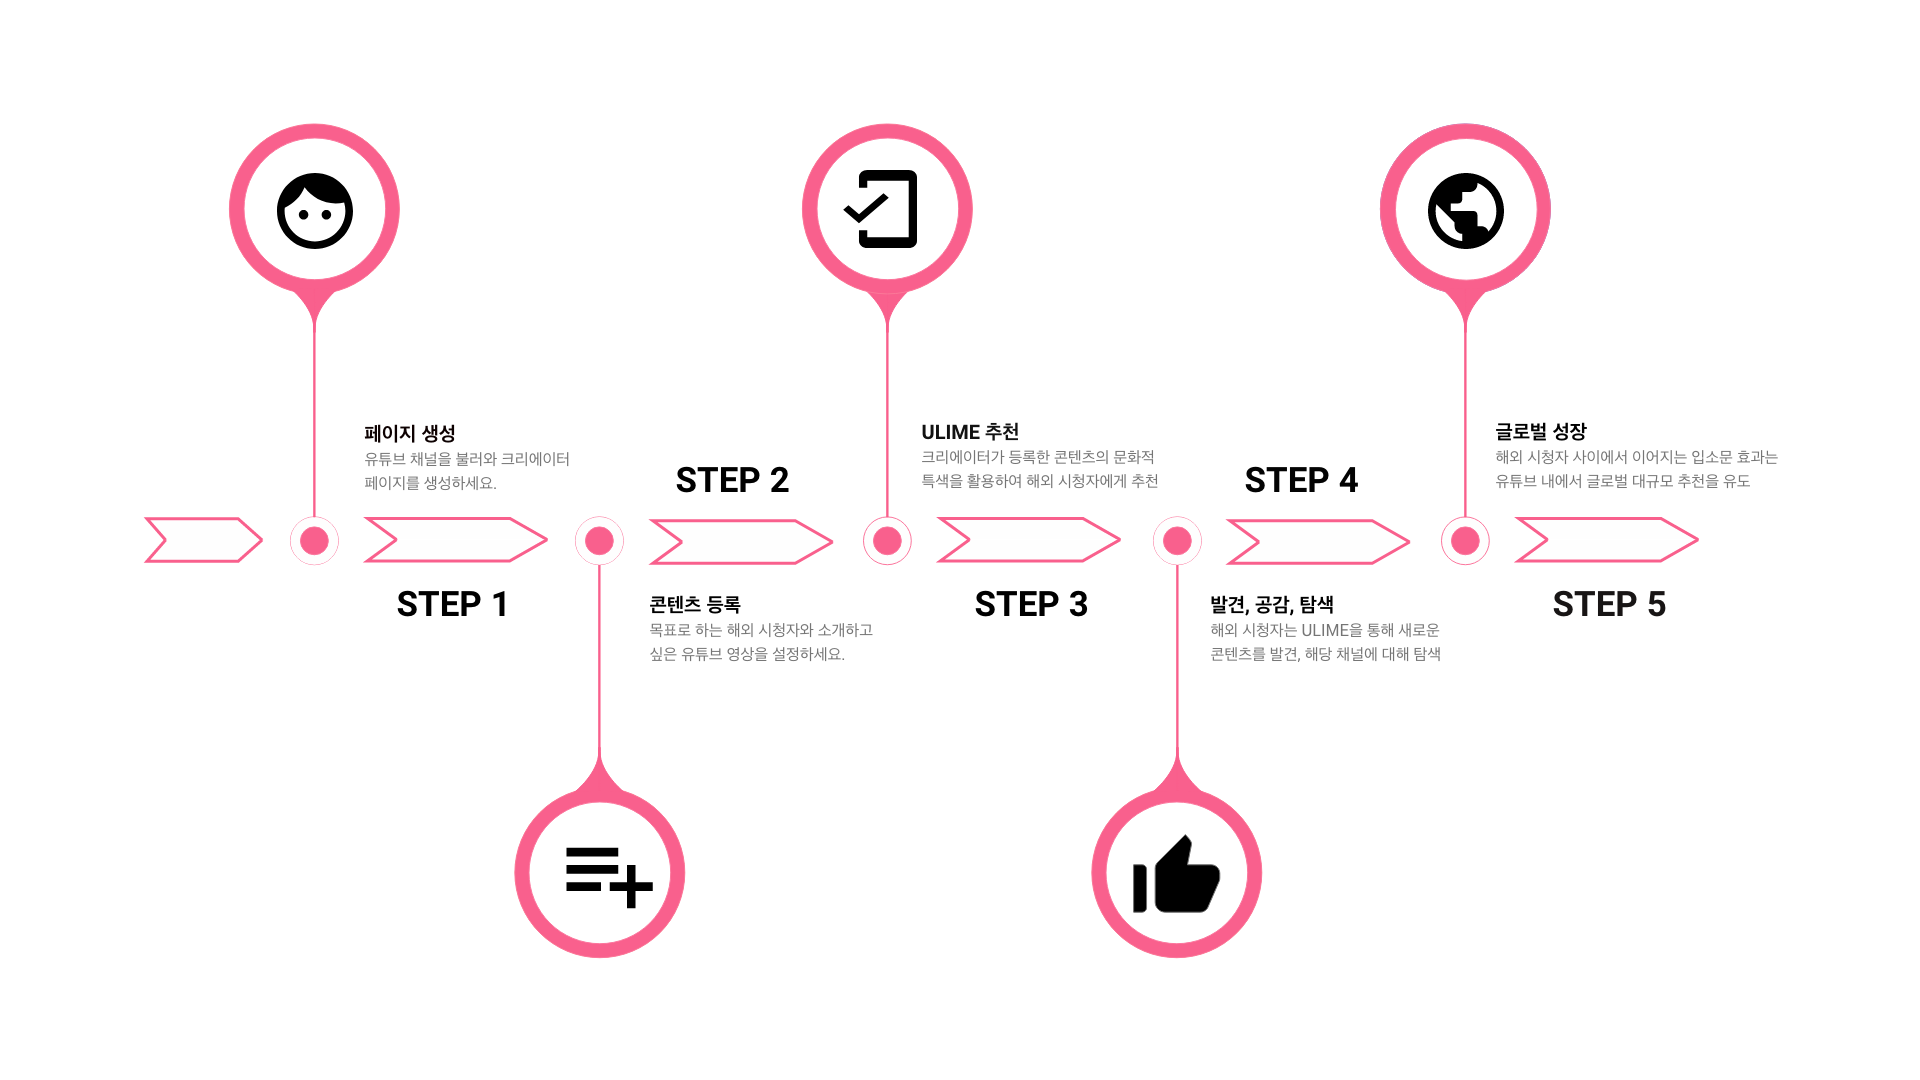 페이지 생성
유튜브 채널을 불러와 크리에이터
페이지를 생성하세요.
STEP 1
STEP 2
콘텐츠 등록
목표로 하는 해외 시청자와 소개하고
싶은 유튜브 영상을 설정하세요.
ULIME 추천
크리에이터가 등록한 콘텐츠의 문화적
특색을 활용하여 해외 시청자에게 추천
STEP 3
STEP 4
발견, 공감, 탐색
해외 시청자는 ULIME을 통해 새로운
콘텐츠를 발견, 해당 채널에 대해 탐색
글로벌 성장
해외 시청자 사이에서 이어지는 입소문 효과는
유튜브 내에서 글로벌 대규모 추천을 유도
STEP 5